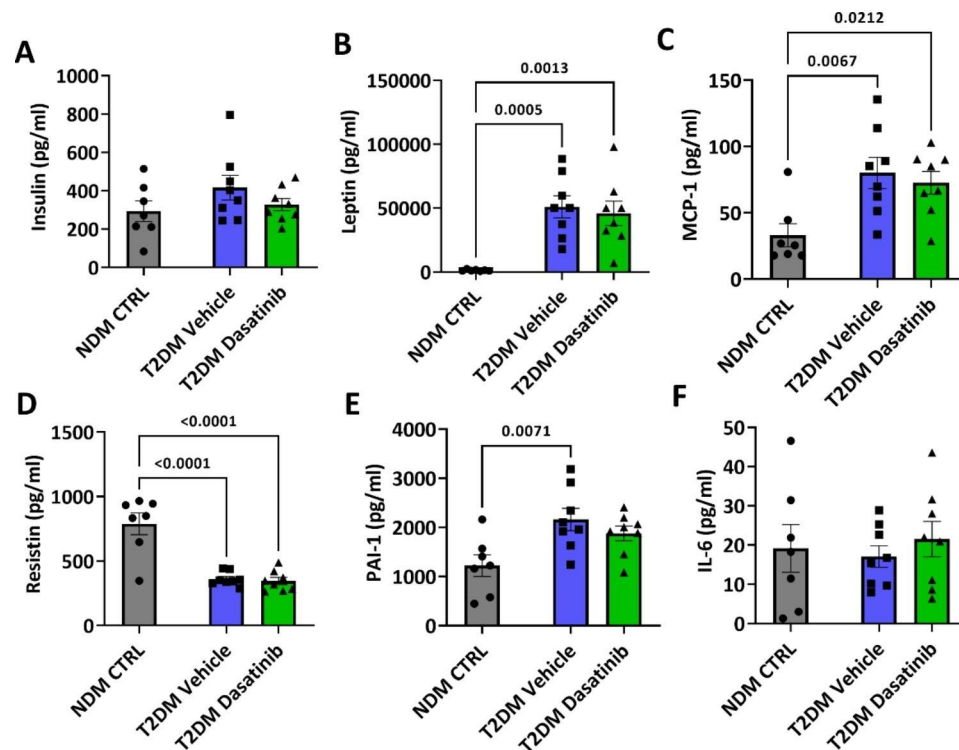 A
Insulin (pg/ml)
1000
800
600
400
200
0
NDM CTRL
T2DM Vehicle
T2DM Dasatinib
B
Leptin (pg/ml)
0.0013
0.0005
150000
100000
50000
0
NDM CTRL
T2DM Vehicle
T2DM Dasatinib
C
MCP-1 (pg/ml)
0.0212
0.0067
150
100
50
0
NDM CTRL
T2DM Vehicle
T2DM Dasatinib
D
Resistin (pg/ml)
<0.0001
<0.0001
1500
1000
500
0
NDM CTRL
T2DM Vehicle
T2DM Dasatinib
E
PAI-1 (pg/ml)
0.0071
4000
3000
2000
1000
0
NDM CTRL
T2DM Vehicle
T2DM Dasatinib
F
IL-6 (pg/ml)
50
40
30
20
10
0
NDM CTRL
T2DM Vehicle
T2DM Dasatinib